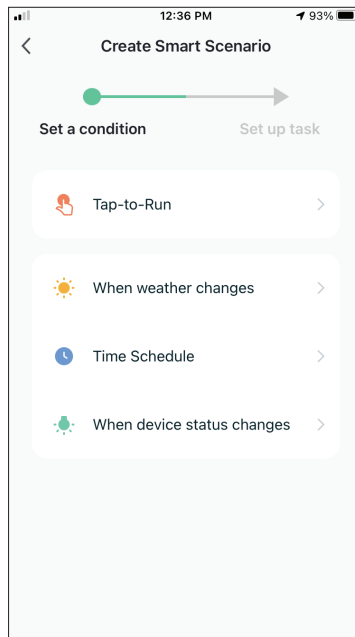 12:36 PM 93%
Create Smart Scenario
Set a condition Set up task
Tap-to-Run
When weather changes
Time Schedule
When device status changes